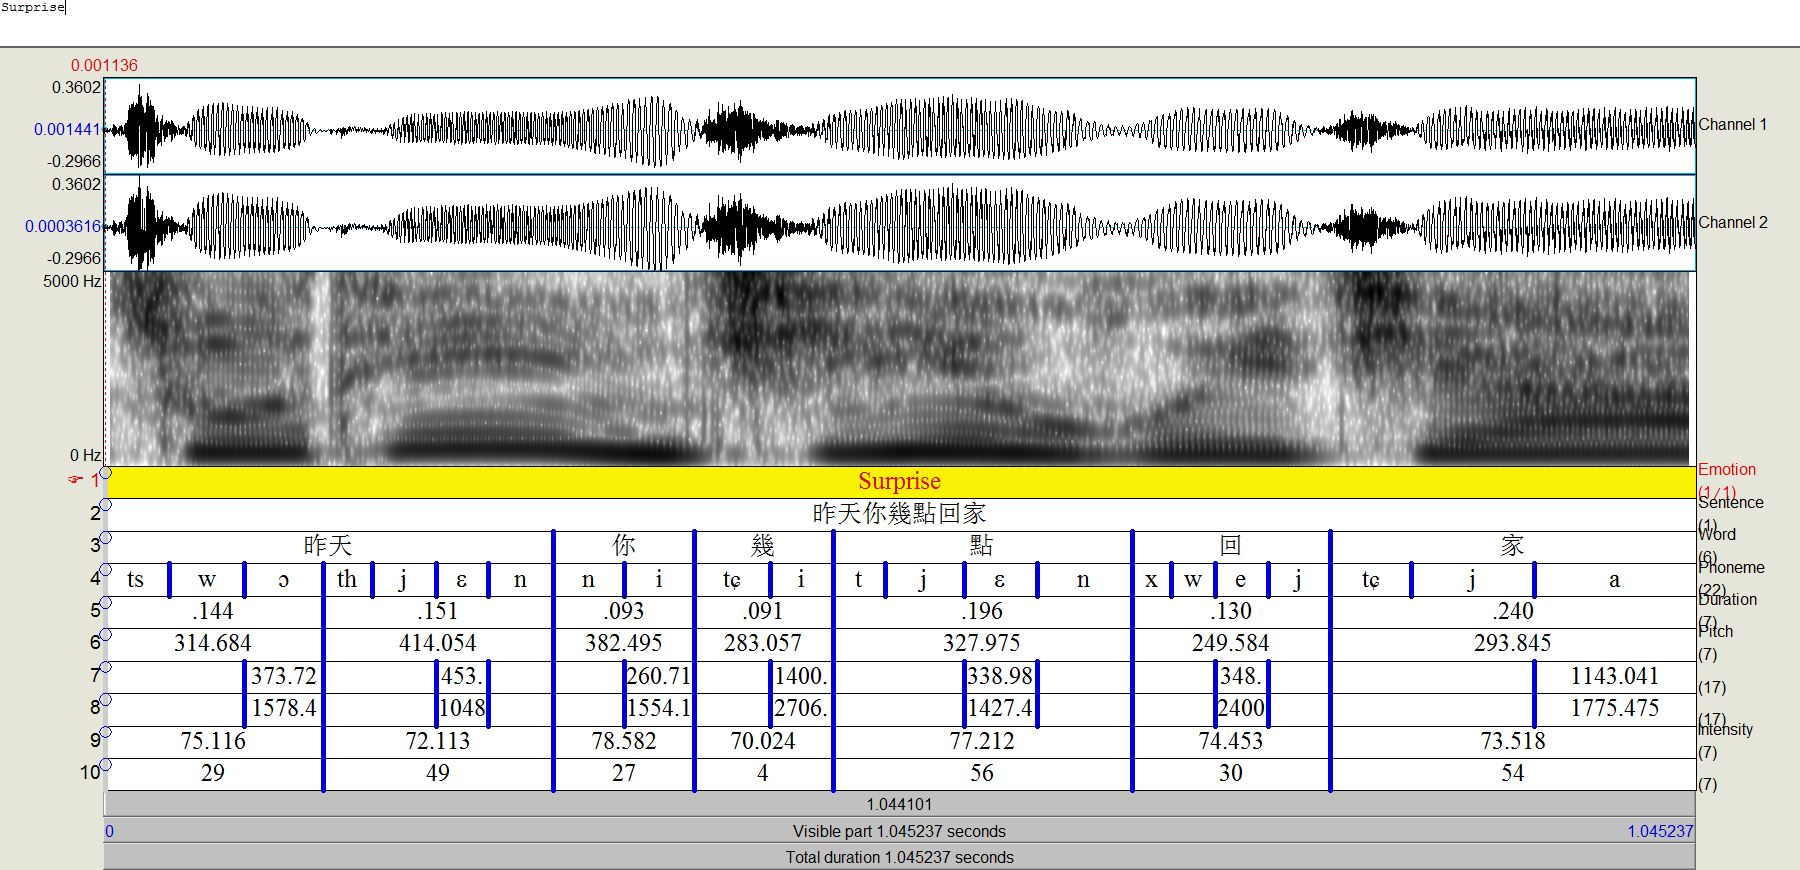 Surprise
0.001136
0.3602
0.001441
-0.2966
Channel 1
0.3602
0.0003616
-0.2966
Channel 2
5000 Hz
0 Hz
1 Surprise Emotion (1/1)
2 昨天你幾點回家 Sentence (1)
3 昨天 你 幾 點 回 家 Word (6)
4 ts w ɔ th j ɛ n n i tɕ i t j ɛ n x w e j tɕ j a Phoneme (22)
5 .144 .151 .093 .091 .196 .130 .240 Duration (7)
6 314.684 414.054 382.495 283.057 327.975 249.584 293.845 Pitch (7)
7 373.72 453. 260.71 1400. 338.98 348. 1143.041 (17)
8 1578.4 1048 1554.1 2706. 1427.4 2400 1775.475 (17)
9 75.116 72.113 78.582 70.024 77.212 74.453 73.518 Intensity (7)
10 29 49 27 4 56 30 54 (7)
1.044101
0 Visible part 1.045237 seconds 1.045237
Total duration 1.045237 seconds